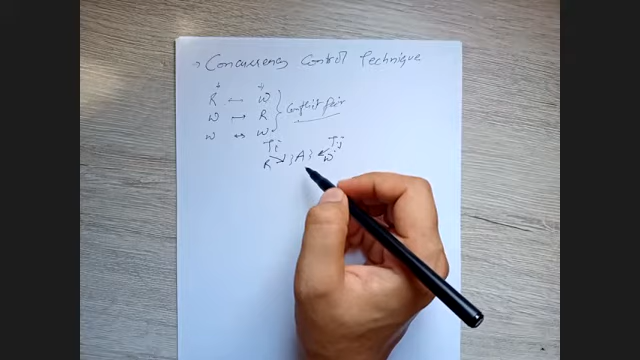 → Concurrency Control Technique
R ↔ W
W ↔ R } Conflict pair
W ↔ W
Ti Tj
R → {A} ← W